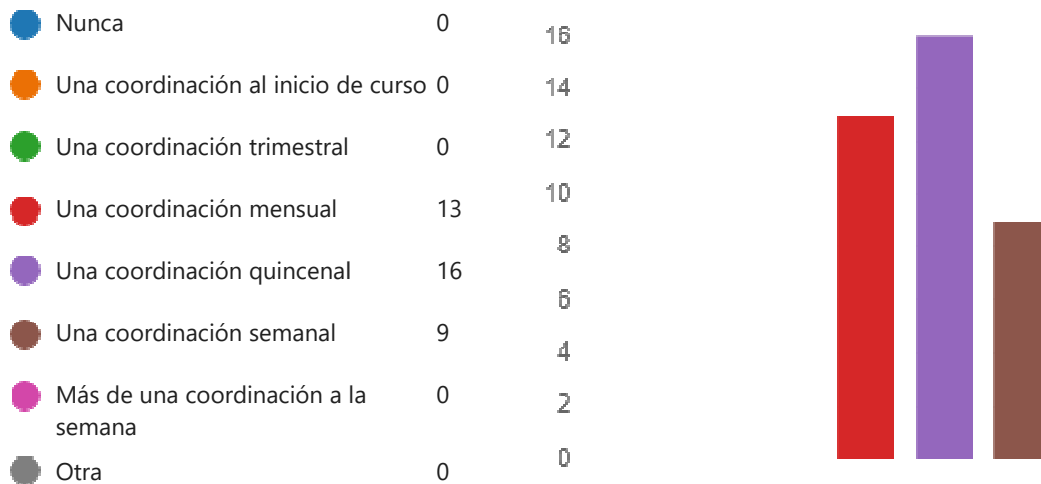 Nunca 0
Una coordinación al inicio de curso 0
Una coordinación trimestral 0
Una coordinación mensual 13
Una coordinación quincenal 16
Una coordinación semanal 9
Más de una coordinación a la 0
semana
Otra 0
16
14
12
10
8
6
4
2
0